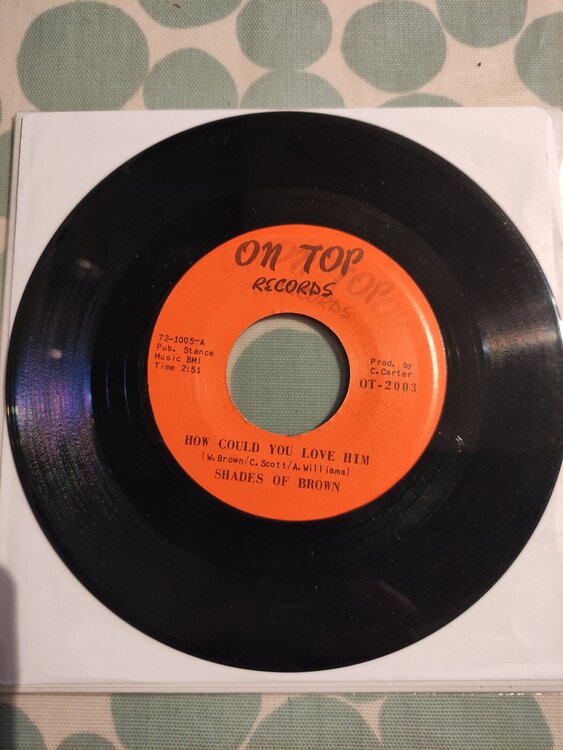 ON TOP
RECORDS
72-1005-A
Pub. Stance
Music BMI
Time 2:51
Prod. by
C. Carter
OT-2003
HOW COULD YOU LOVE HIM
(W. Brown/C. Scott/A. Williams)
SHADES OF BROWN